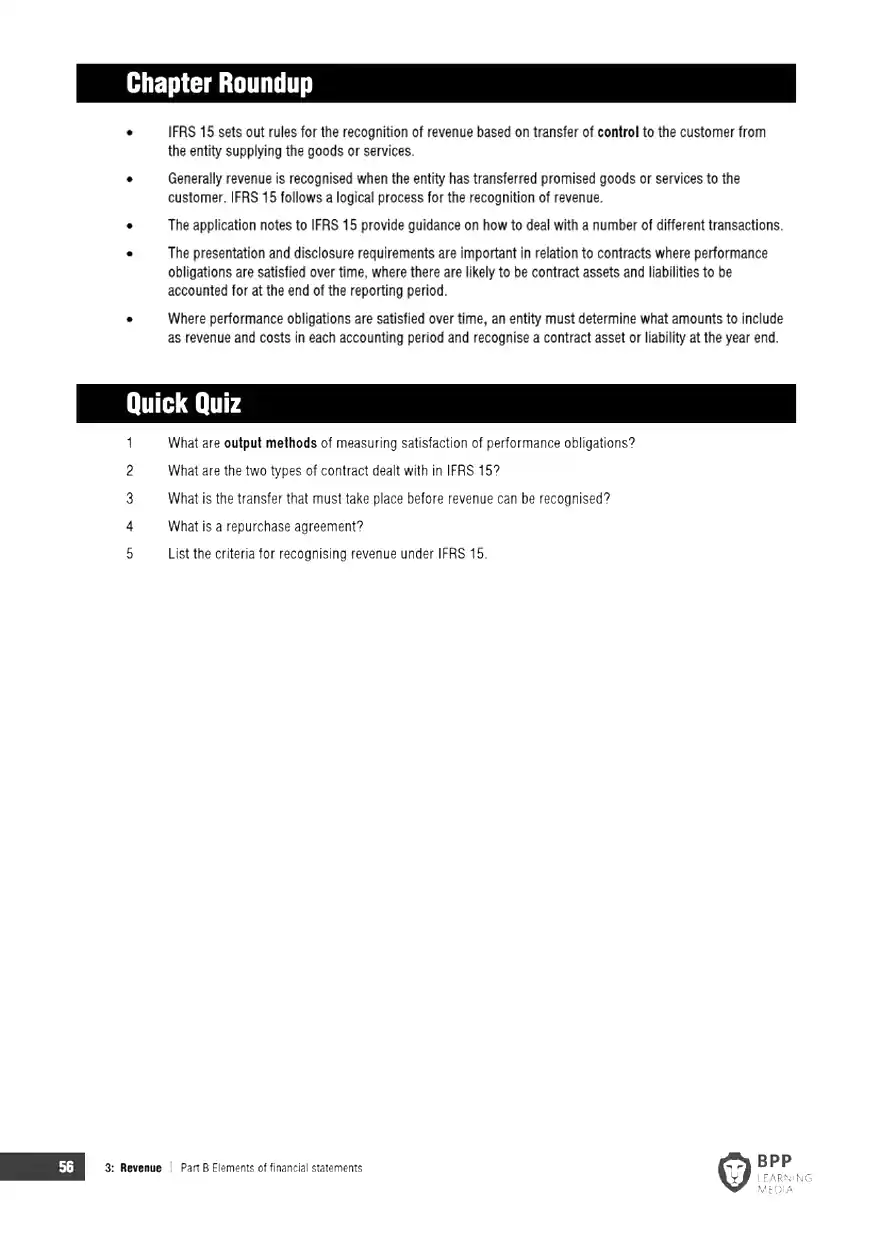 Chapter Roundup
• IFRS 15 sets out rules for the recognition of revenue based on transfer of control to the customer from
the entity supplying the goods or services.
• Generally revenue is recognised when the entity has transferred promised goods or services to the
customer. IFRS 15 follows a logical process for the recognition of revenue.
• The application notes to IFRS 15 provide guidance on how to deal with a number of different transactions.
• The presentation and disclosure requirements are important in relation to contracts where performance
obligations are satisfied over time, where there are likely to be contract assets and liabilities to be
accounted for at the end of the reporting period.
• Where performance obligations are satisfied over time, an entity must determine what amounts to include
as revenue and costs in each accounting period and recognise a contract asset or liability at the year end.
Quick Quiz
1 What are output methods of measuring satisfaction of performance obligations?
2 What are the two types of contract dealt with in IFRS 15?
3 What is the transfer that must take place before revenue can be recognised?
4 What is a repurchase agreement?
5 List the criteria for recognising revenue under IFRS 15.
56 3: Revenue | Part B Elements of financial statements
BPP
LEARNING
MEDIA